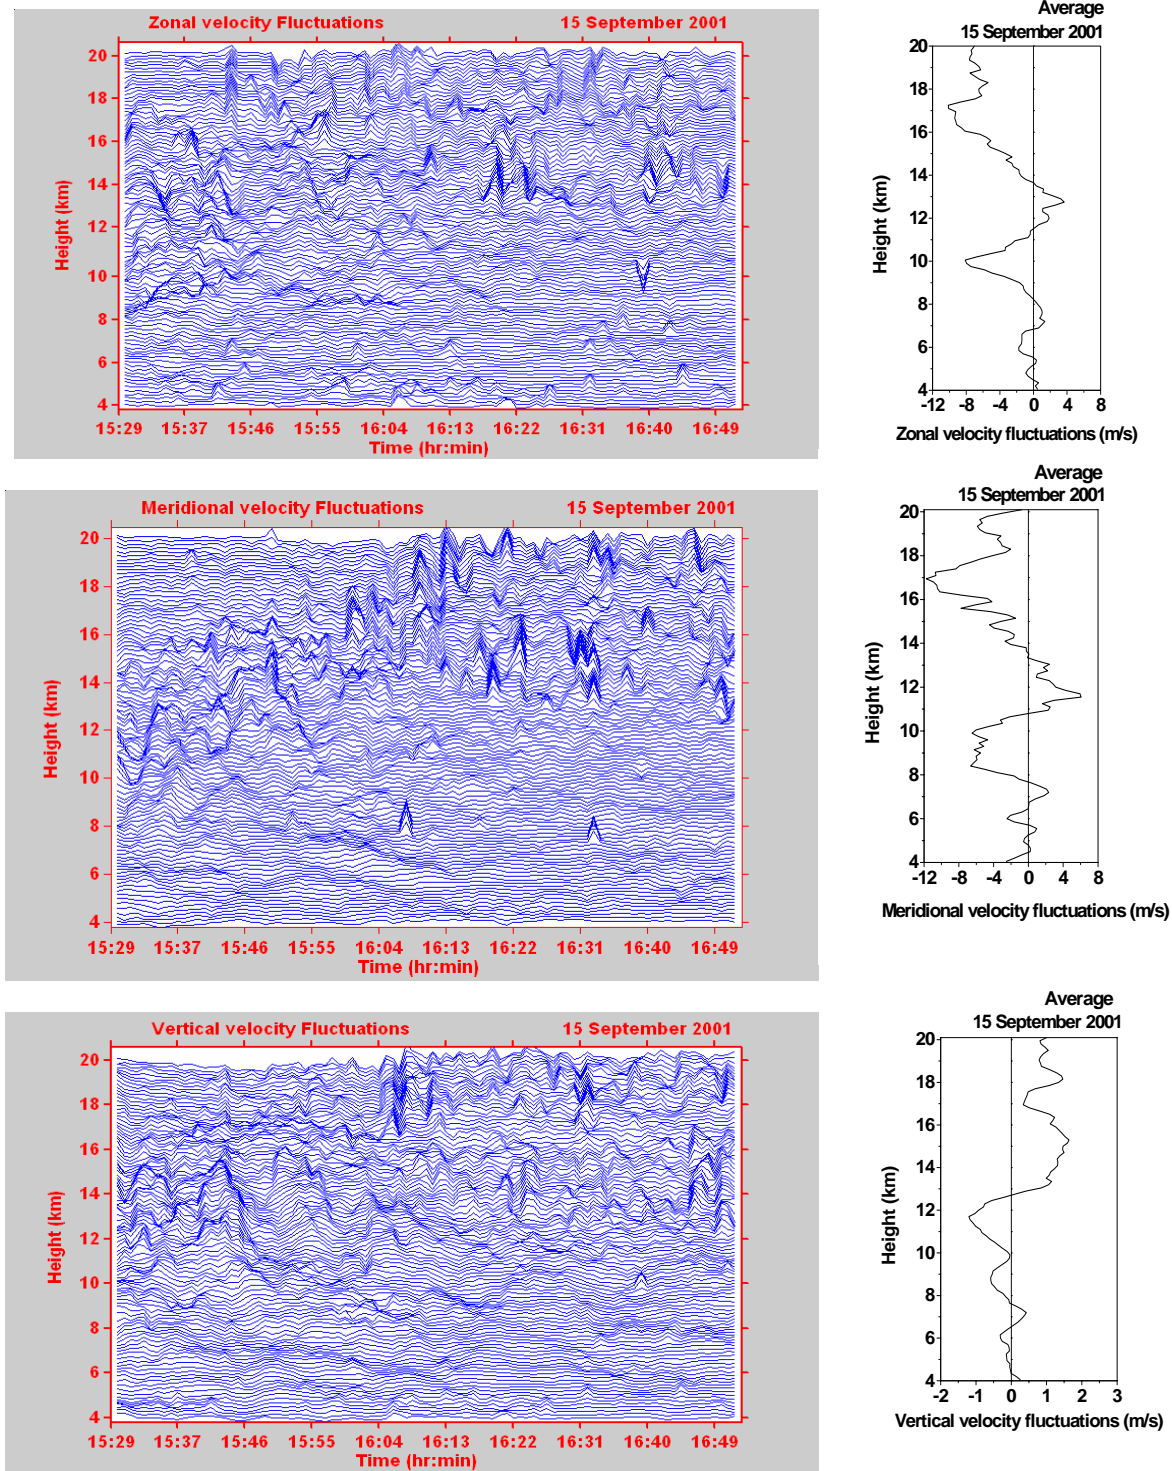 Zonal velocity Fluctuations 15 September 2001
20
18
16
14
12
10
8
6
4
Height (km)
15:29 15:37 15:46 15:55 16:04 16:13 16:22 16:31 16:40 16:49
Time (hr:min)
Average
15 September 2001
20
18
16
14
12
10
8
6
4
Height (km)
-12 -8 -4 0 4 8
Zonal velocity fluctuations (m/s)
Meridional velocity Fluctuations 15 September 2001
20
18
16
14
12
10
8
6
4
Height (km)
15:29 15:37 15:46 15:55 16:04 16:13 16:22 16:31 16:40 16:49
Time (hr:min)
Average
15 September 2001
20
18
16
14
12
10
8
6
4
Height (km)
-12 -8 -4 0 4 8
Meridional velocity fluctuations (m/s)
Vertical velocity Fluctuations 15 September 2001
20
18
16
14
12
10
8
6
4
Height (km)
15:29 15:37 15:46 15:55 16:04 16:13 16:22 16:31 16:40 16:49
Time (hr:min)
Average
15 September 2001
20
18
16
14
12
10
8
6
4
Height (km)
-2 -1 0 1 2 3
Vertical velocity fluctuations (m/s)